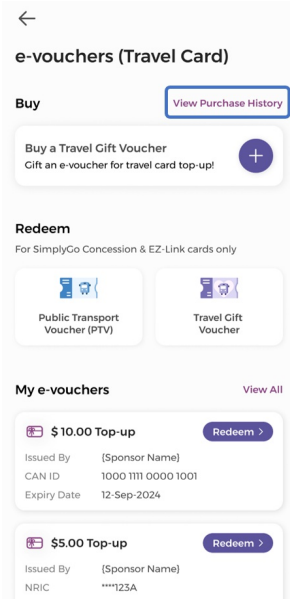 e-vouchers (Travel Card)
Buy
View Purchase History
Buy a Travel Gift Voucher
Gift an e-voucher for travel card top-up!
Redeem
For SimplyGo Concession & EZ-Link cards only
Public Transport
Voucher (PTV)
Travel Gift
Voucher
My e-vouchers
View All
$ 10.00 Top-up
Redeem
Issued By
{Sponsor Name}
CAN ID
1000 1111 0000 1001
Expiry Date
12-Sep-2024
$5.00 Top-up
Redeem
Issued By
{Sponsor Name}
NRIC
****123A